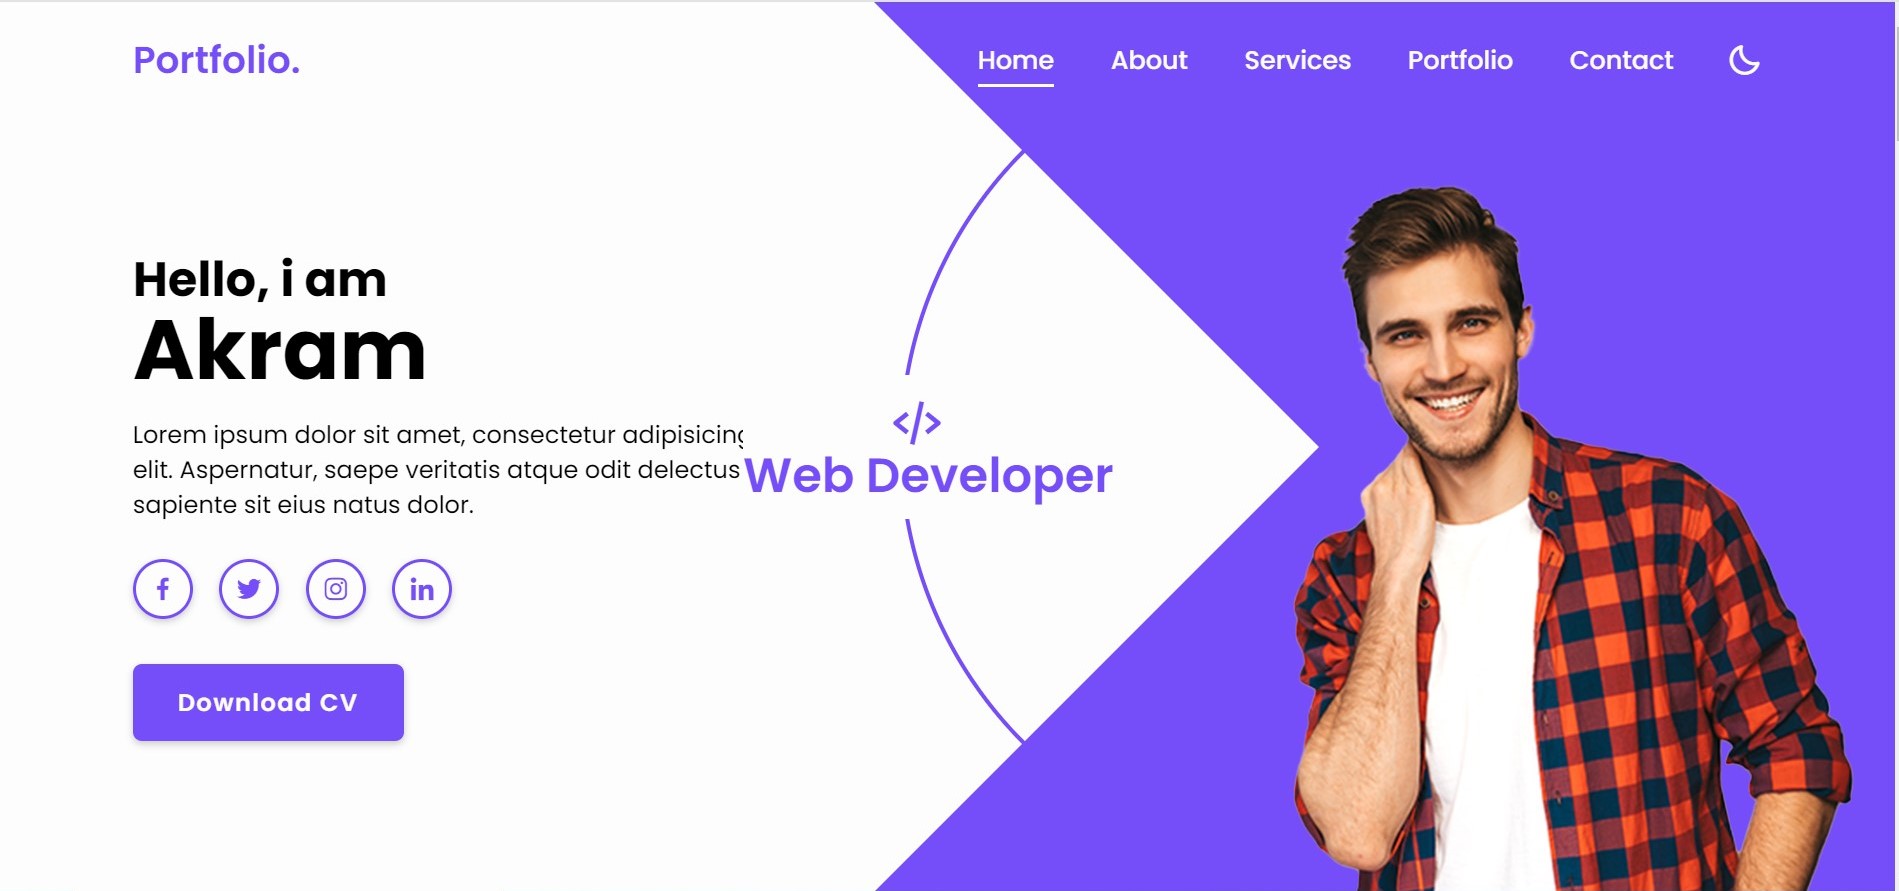 Portfolio.
Home About Services Portfolio Contact
Hello, i am
Akram
Lorem ipsum dolor sit amet, consectetur adipisicing
elit. Aspernatur, saepe veritatis atque odit delectus
sapiente sit eius natus dolor.
</>
Web Developer
Download CV